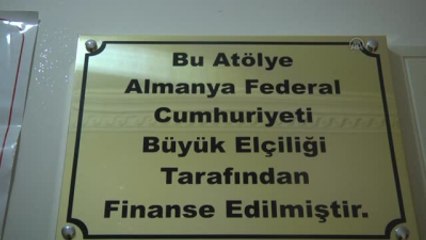 Bu Atölye
Almanya Federal
Cumhuriyeti
Büyük Elçiliği
Tarafından
Finanse Edilmiştir.